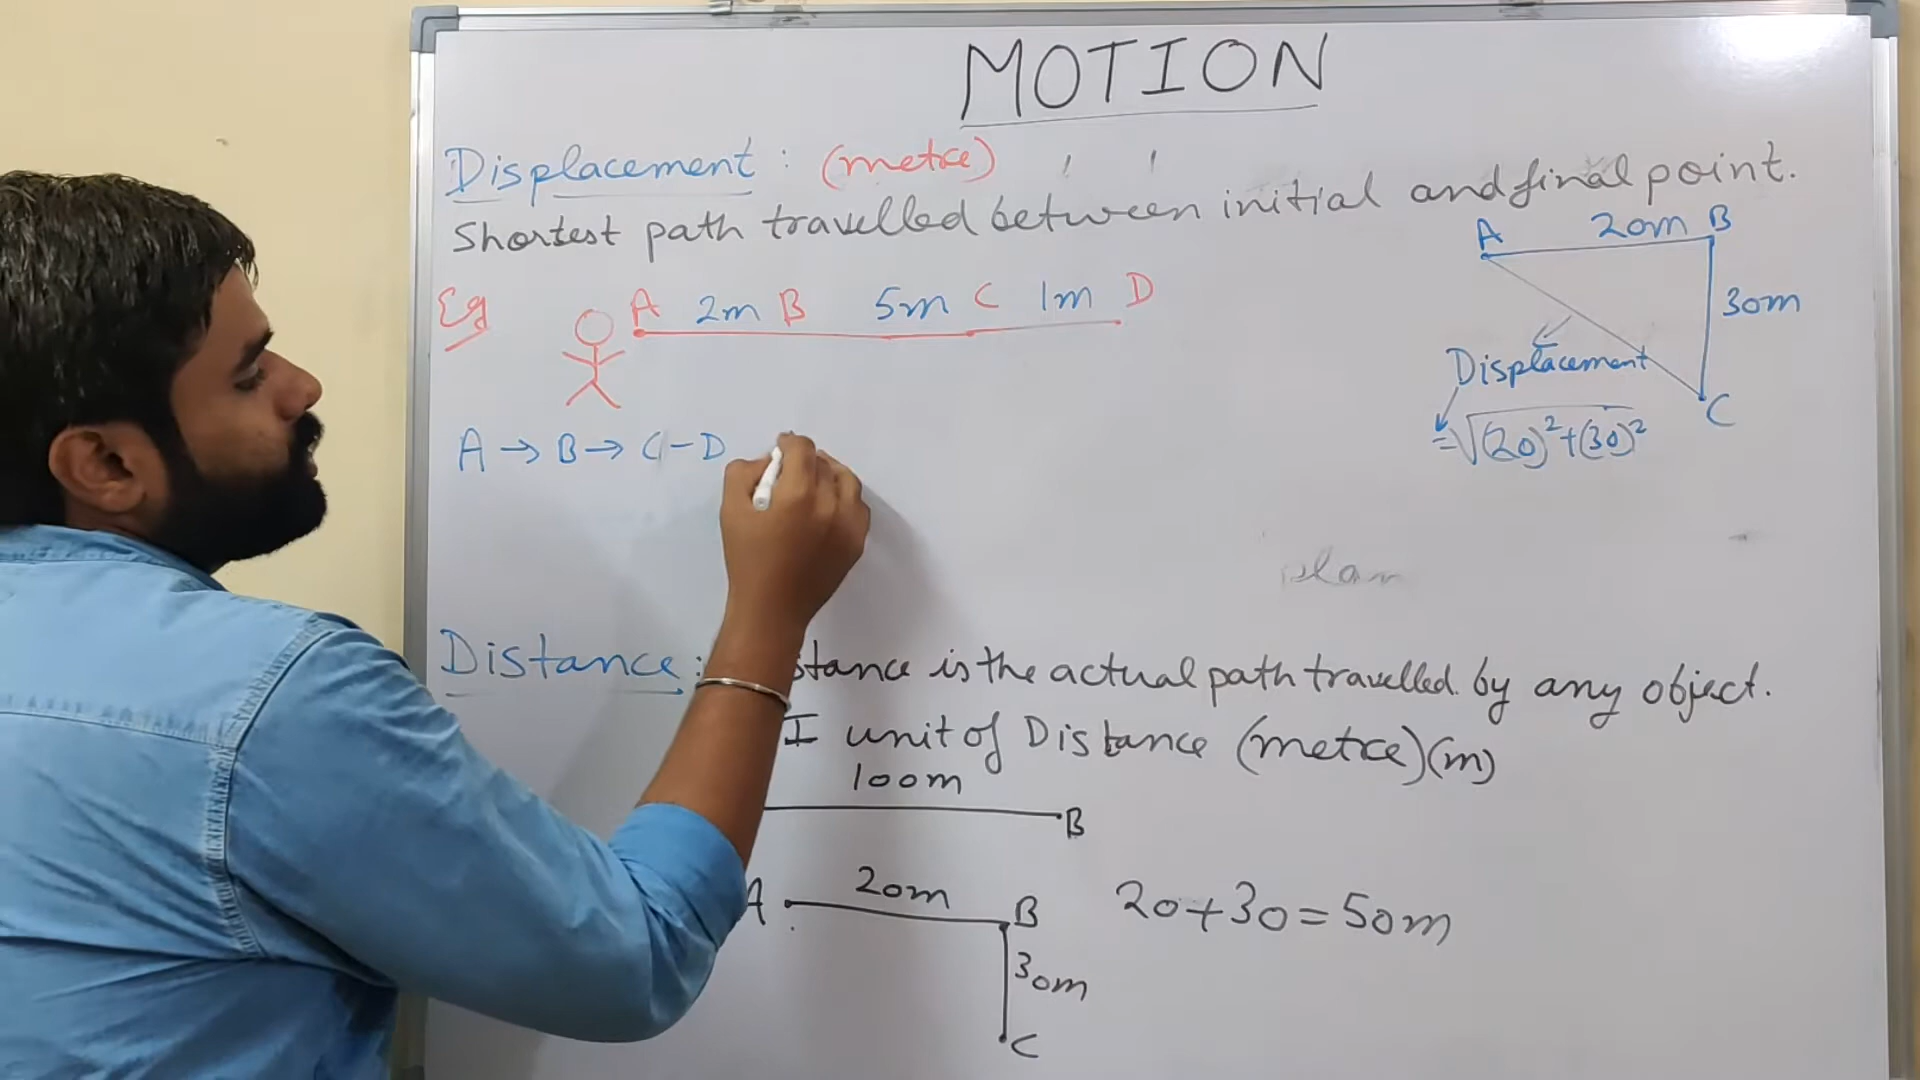 MOTION
Displacement : (metre)
Shortest path travelled between initial and final point.
A 20m B
30m
Displacement
C
=√(20)²+(30)²
Eg
A 2m B 5m C 1m D
A → B → C - D
Distance : stance is the actual path travelled by any object.
I unit of Distance (metre)(m)
100m
B
A 20m B
30m
C
20+30=50m